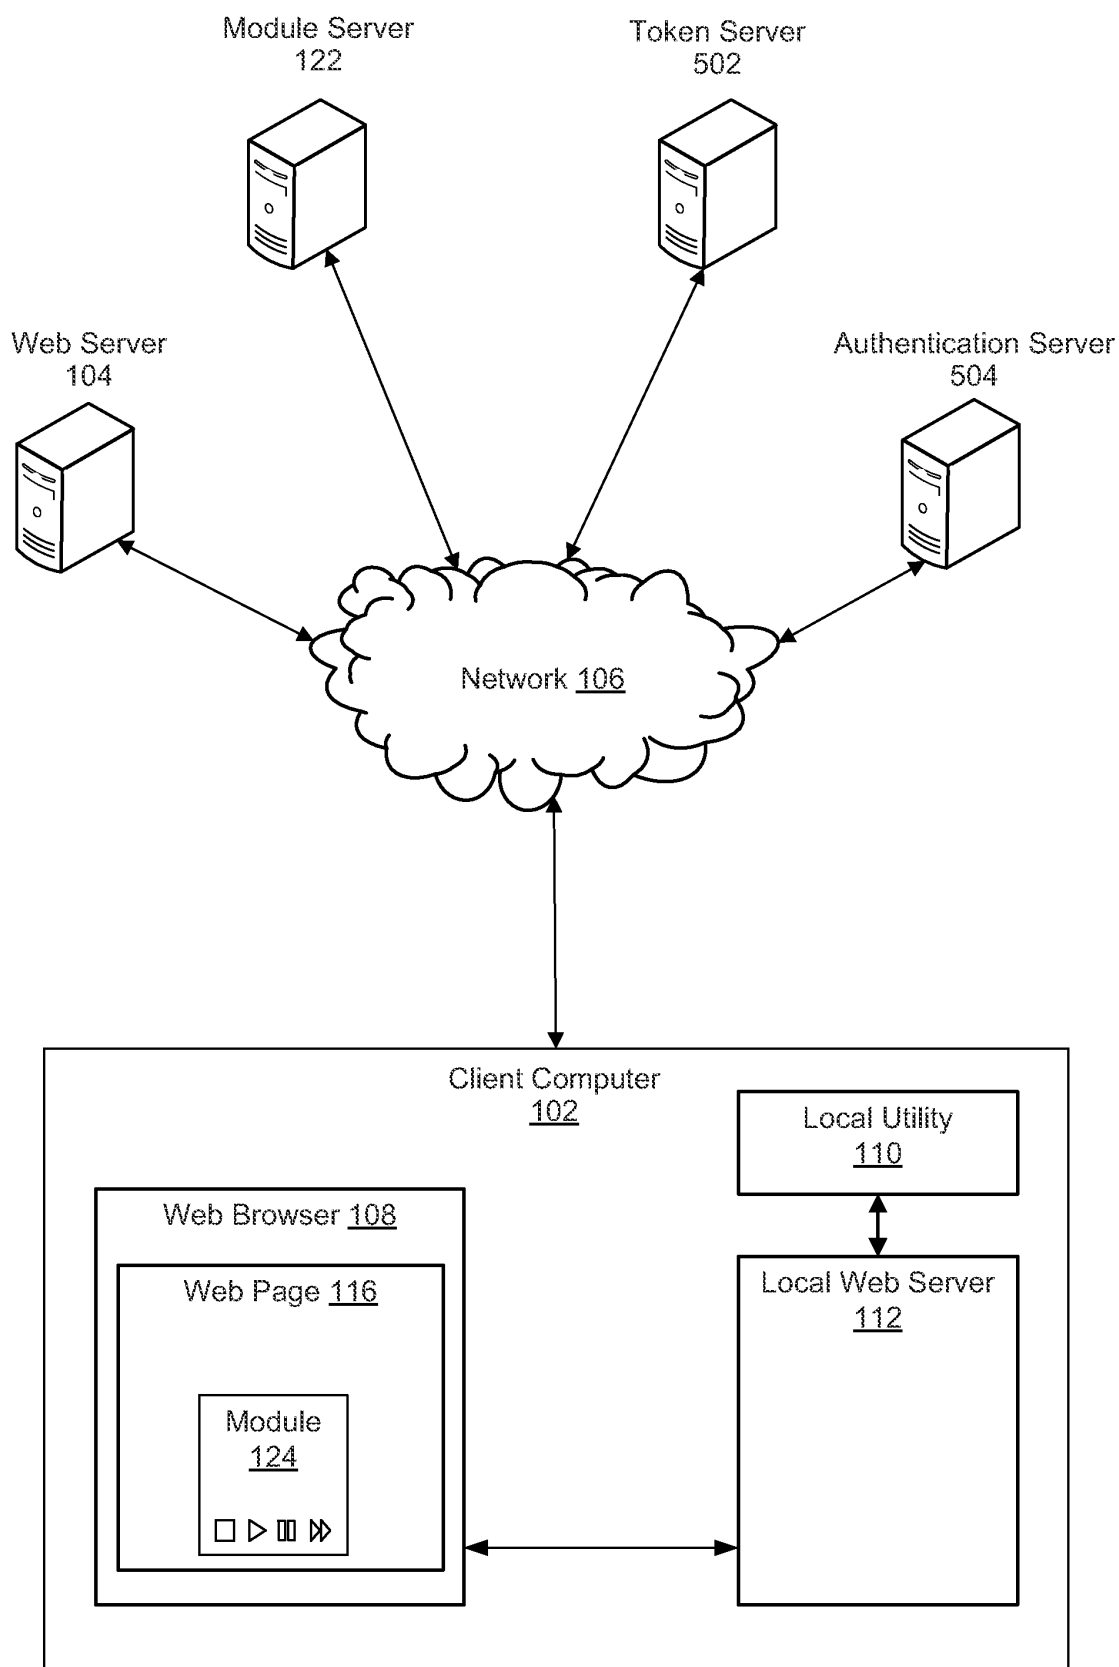 Module Server
122
Token Server
502
Web Server
104
Authentication Server
504
Network 106
Client Computer
102
Local Utility
110
Web Browser 108
Web Page 116
Local Web Server
112
Module
124